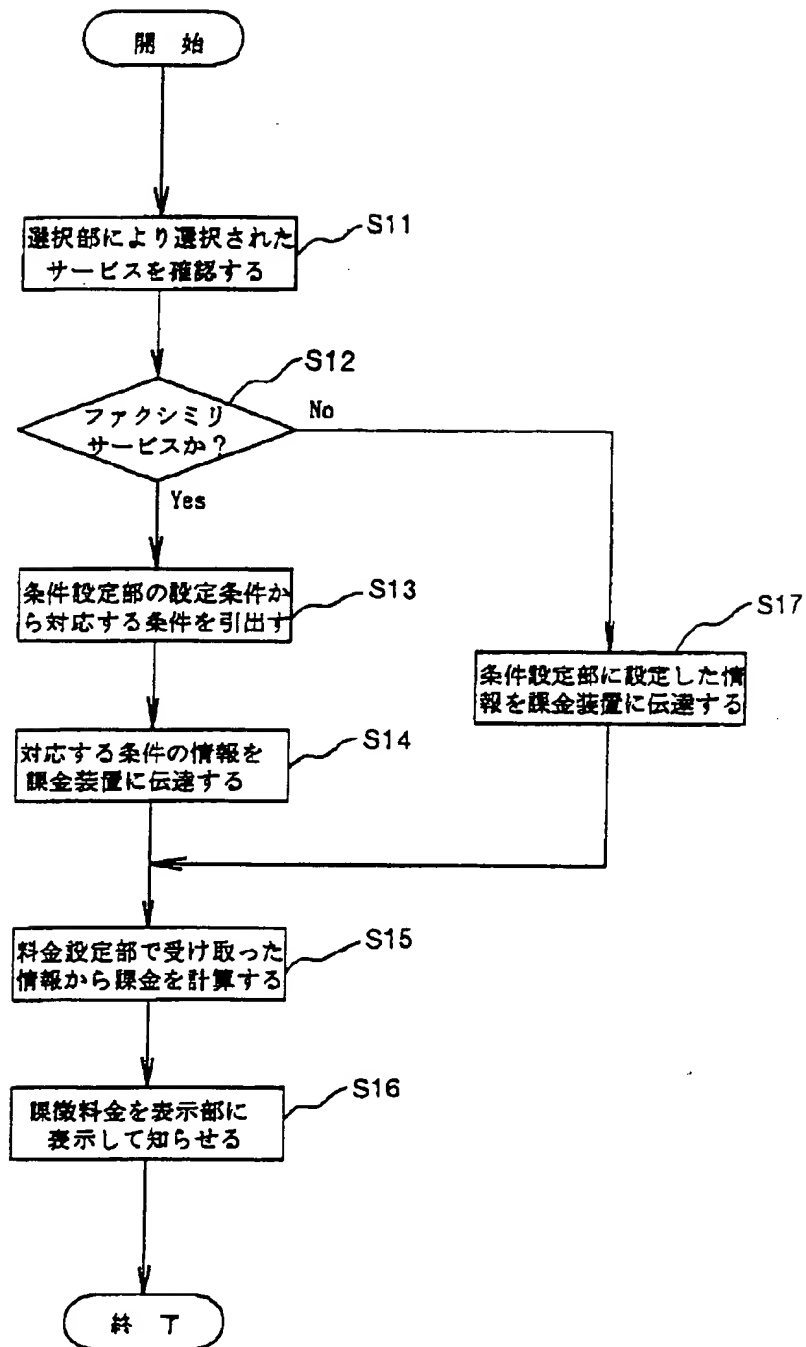 開 始
選択部により選択された
サービスを確認する
S11
S12
ファクシミリ
サービスか?
No
Yes
条件設定部の設定条件か
ら対応する条件を引出す
S13
条件設定部に設定した情
報を課金装置に伝達する
S17
対応する条件の情報を
課金装置に伝達する
S14
料金設定部で受け取った
情報から課金を計算する
S15
課徴料金を表示部に
表示して知らせる
S16
終 了